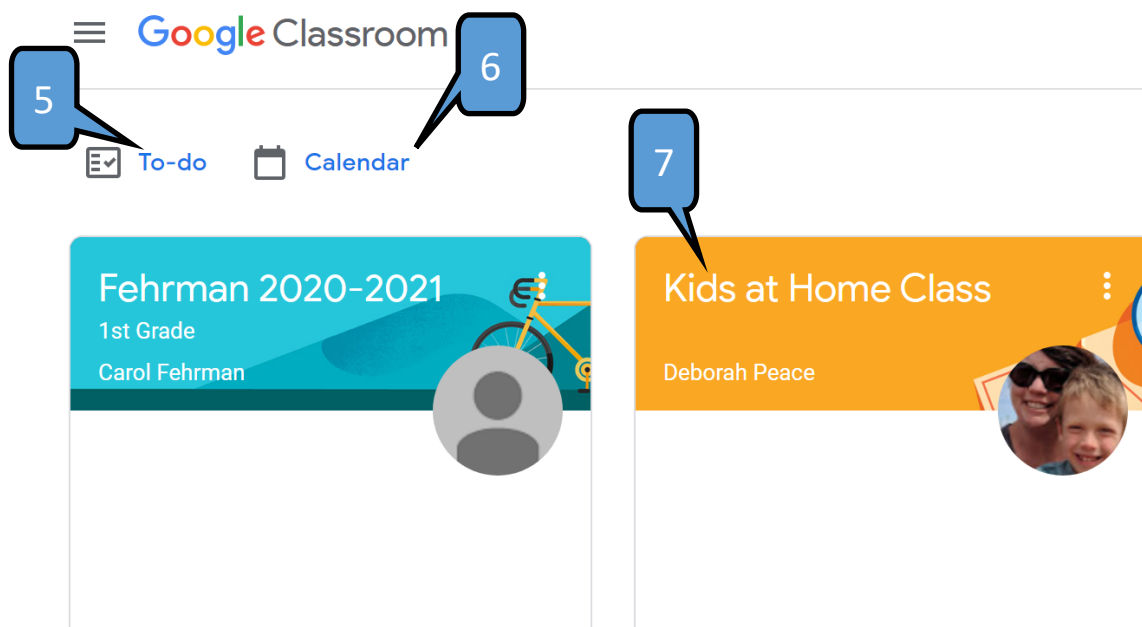 Google Classroom
5
6
To-do
Calendar
7
Fehrman 2020-2021
1st Grade
Carol Fehrman
Kids at Home Class
Deborah Peace